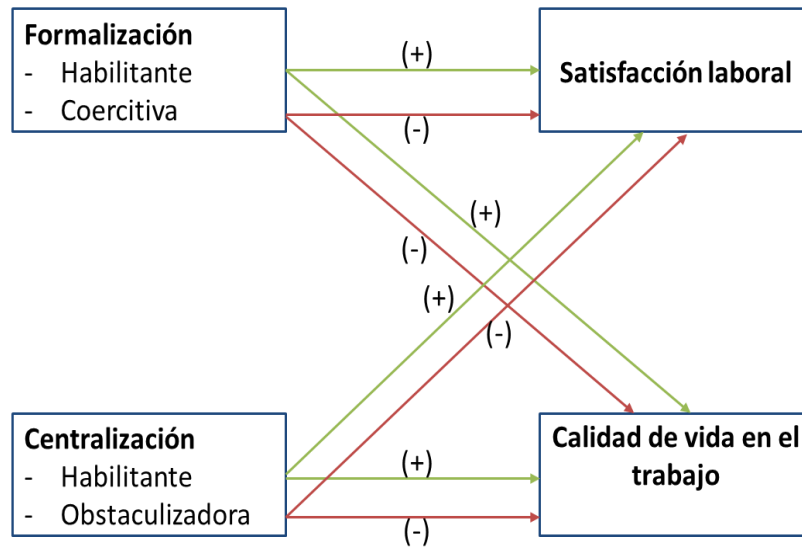 Formalización
- Habilitante
- Coercitiva
(+)
(-)
Satisfacción laboral
(+)
(-)
(+)
(-)
Centralización
- Habilitante
- Obstaculizadora
(+)
(-)
Calidad de vida en el
trabajo